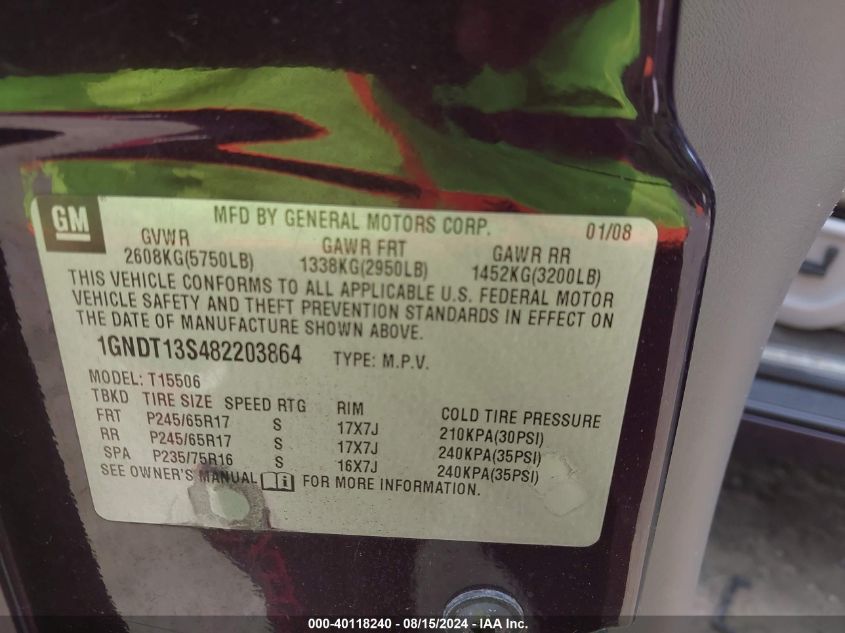 GM
MFD BY GENERAL MOTORS CORP. 01/08
GVWR GAWR FRT GAWR RR
2608KG(5750LB) 1338KG(2950LB) 1452KG(3200LB)
THIS VEHICLE CONFORMS TO ALL APPLICABLE U.S. FEDERAL MOTOR
VEHICLE SAFETY AND THEFT PREVENTION STANDARDS IN EFFECT ON
THE DATE OF MANUFACTURE SHOWN ABOVE.
1GNDT13S482203864 TYPE: M.P.V.
MODEL: T15506
TBKD TIRE SIZE SPEED RTG RIM COLD TIRE PRESSURE
FRT P245/65R17 S 17X7J 210KPA(30PSI)
RR P245/65R17 S 17X7J 240KPA(35PSI)
SPA P235/75R16 S 16X7J 240KPA(35PSI)
SEE OWNER'S MANUAL i FOR MORE INFORMATION.
000-40118240 - 08/15/2024 - IAA Inc.